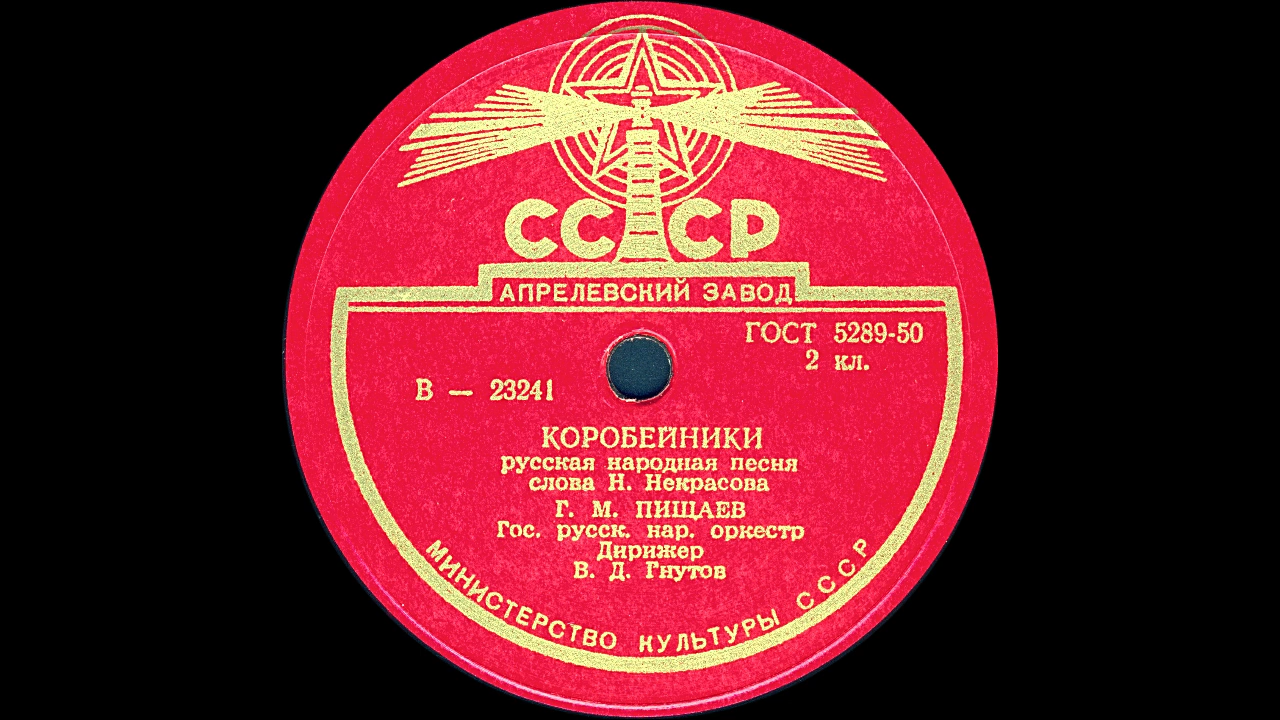 СССР
АПРЕЛЕВСКИЙ ЗАВОД
ГОСТ 5289-50
2 кл.
В — 23241
КОРОБЕЙНИКИ
русская народная песня
слова Н. Некрасова
Г. М. ПИЩАЕВ
Гос. русск. нар. оркестр
Дирижер
В. Д. Гнутов
МИНИСТЕРСТВО КУЛЬТУРЫ СССР